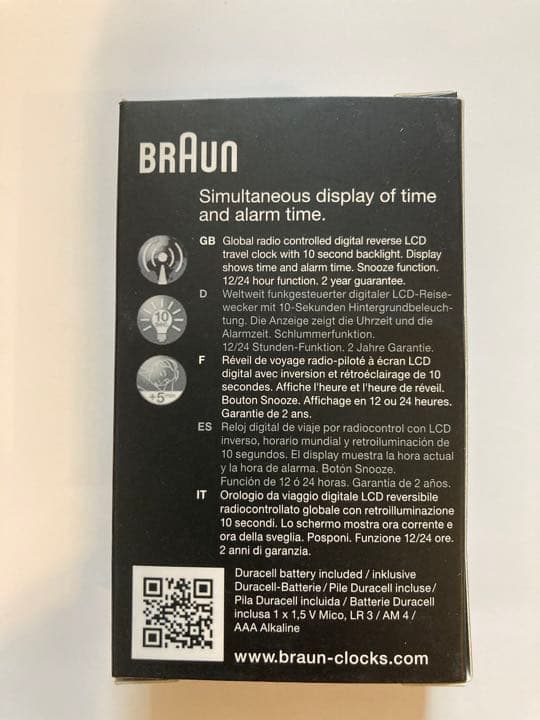 BRAUN
Simultaneous display of time
and alarm time.
GB Global radio controlled digital reverse LCD
travel clock with 10 second backlight. Display
shows time and alarm time. Snooze function.
12/24 hour function. 2 year guarantee.
D Weltweit funkgesteuerter digitaler LCD-Reise-
wecker mit 10-Sekunden Hintergrundbeleuch-
tung. Die Anzeige zeigt die Uhrzeit und die
Alarmzeit. Schlummerfunktion.
12/24 Stunden-Funktion. 2 Jahre Garantie.
F Réveil de voyage radio-piloté à écran LCD
digital avec inversion et rétroéclairage de 10
secondes. Affiche l'heure et l'heure de réveil.
Bouton Snooze. Affichage en 12 ou 24 heures.
Garantie de 2 ans.
ES Reloj digital de viaje por radiocontrol con LCD
inverso, horario mundial y retroiluminación de
10 segundos. El display muestra la hora actual
y la hora de alarma. Botón Snooze.
Función de 12 ó 24 horas. Garantía de 2 años.
IT Orologio da viaggio digitale LCD reversibile
radiocontrollato globale con retroilluminazione
10 secondi. Lo schermo mostra ora corrente e
ora della sveglia. Posponi. Funzione 12/24 ore.
2 anni di garanzia.
10
+5
Duracell battery included / inklusive
Duracell-Batterie / Pile Duracell incluse /
Pila Duracell incluida / Batterie Duracell
inclusa 1 x 1,5 V Mico, LR 3 / AM 4 /
AAA Alkaline
www.braun-clocks.com